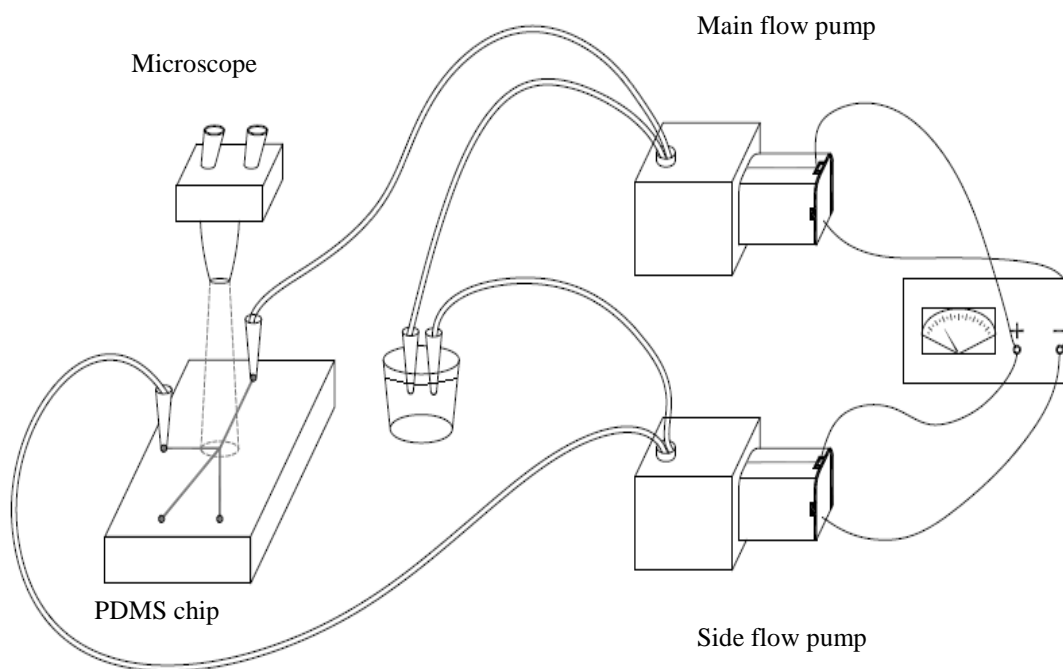 Main flow pump
Microscope
+ −
PDMS chip
Side flow pump